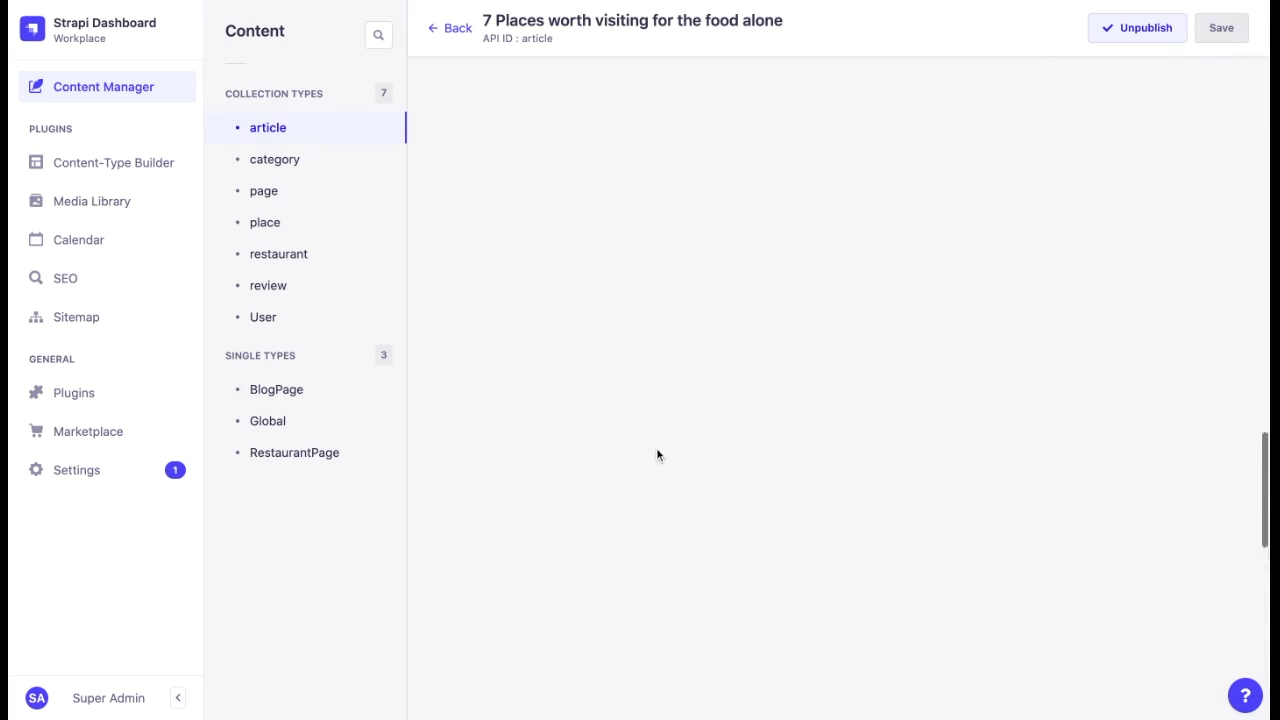 Strapi Dashboard
Workplace
Content Manager
PLUGINS
Content-Type Builder
Media Library
Calendar
SEO
Sitemap
GENERAL
Plugins
Marketplace
Settings 1
SA Super Admin
Content
COLLECTION TYPES 7
article
category
page
place
restaurant
review
User
SINGLE TYPES 3
BlogPage
Global
RestaurantPage
Back
7 Places worth visiting for the food alone
API ID : article
Unpublish
Save
?